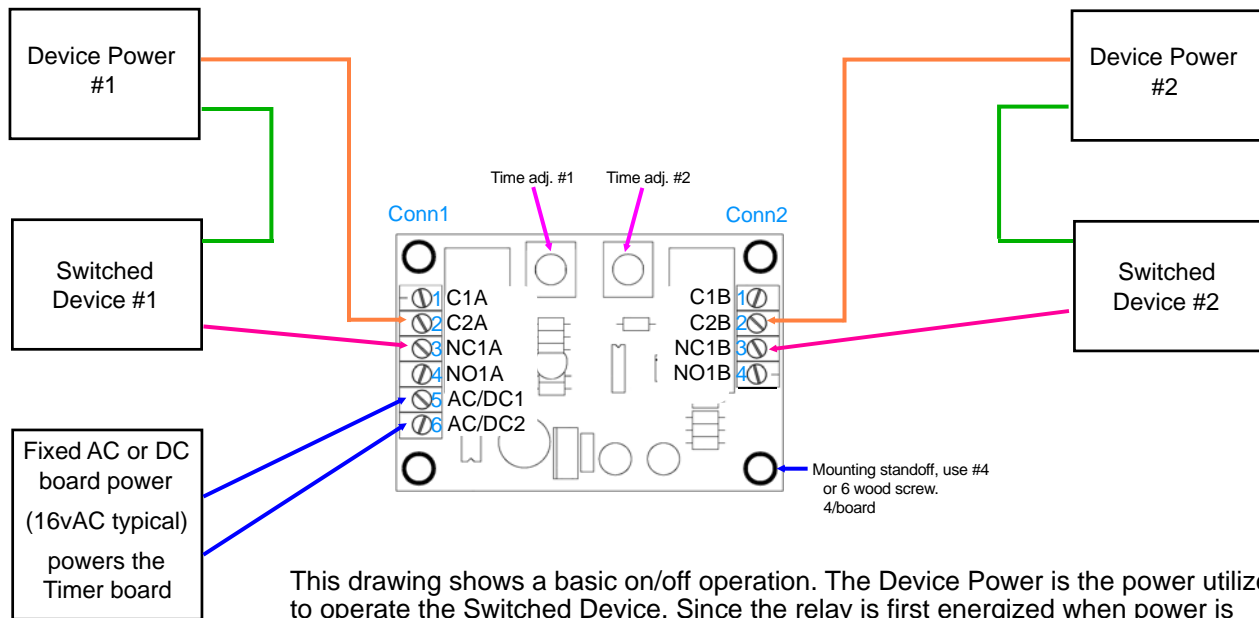 Device Power
#1
Device Power
#2
Time adj. #1
Time adj. #2
Conn1
Conn2
Switched
Device #1
Switched
Device #2
1 C1A
2 C2A
3 NC1A
4 NO1A
5 AC/DC1
6 AC/DC2
C1B 1
C2B 2
NC1B 3
NO1B 4
Fixed AC or DC
board power
(16vAC typical)
powers the
Timer board
Mounting standoff, use #4
or 6 wood screw.
4/board
This drawing shows a basic on/off operation. The Device Power is the power utilize
to operate the Switched Device. Since the relay is first energized when power is